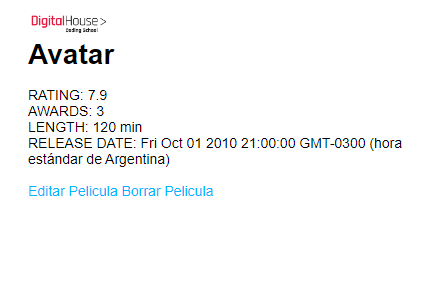 DigitalHouse>
Coding School
Avatar
RATING: 7.9
AWARDS: 3
LENGTH: 120 min
RELEASE DATE: Fri Oct 01 2010 21:00:00 GMT-0300 (hora
estándar de Argentina)
Editar Pelicula Borrar Pelicula